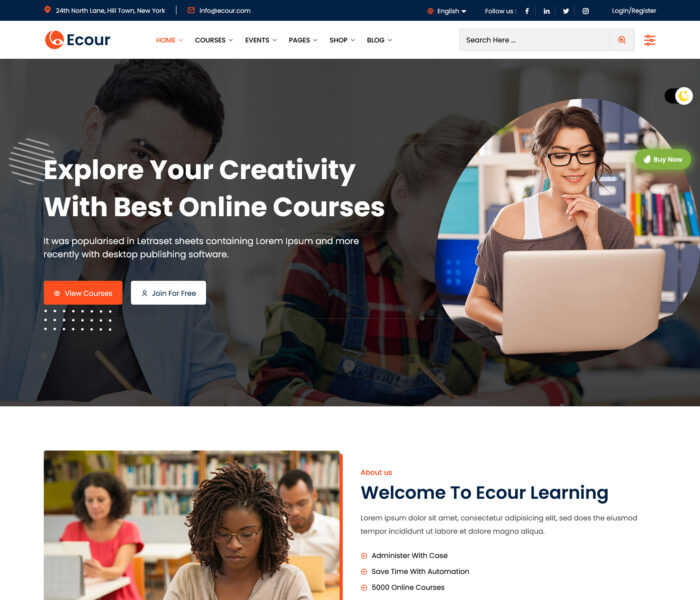 24th North Lane, Hill Town, New York
info@ecour.com
English
Follow us :
Login/Register
Ecour
HOME
COURSES
EVENTS
PAGES
SHOP
BLOG
Search Here ...
Buy Now
Explore Your Creativity
With Best Online Courses
It was popularised in Letraset sheets containing Lorem Ipsum and more
recently with desktop publishing software.
View Courses
Join For Free
About us
Welcome To Ecour Learning
Lorem ipsum dolor sit amet, consectetur adipisicing elit, sed does the eiusmod
tempor incididunt ut labore et dolore magna aliqua.
Administer With Case
Save Time With Automation
5000 Online Courses